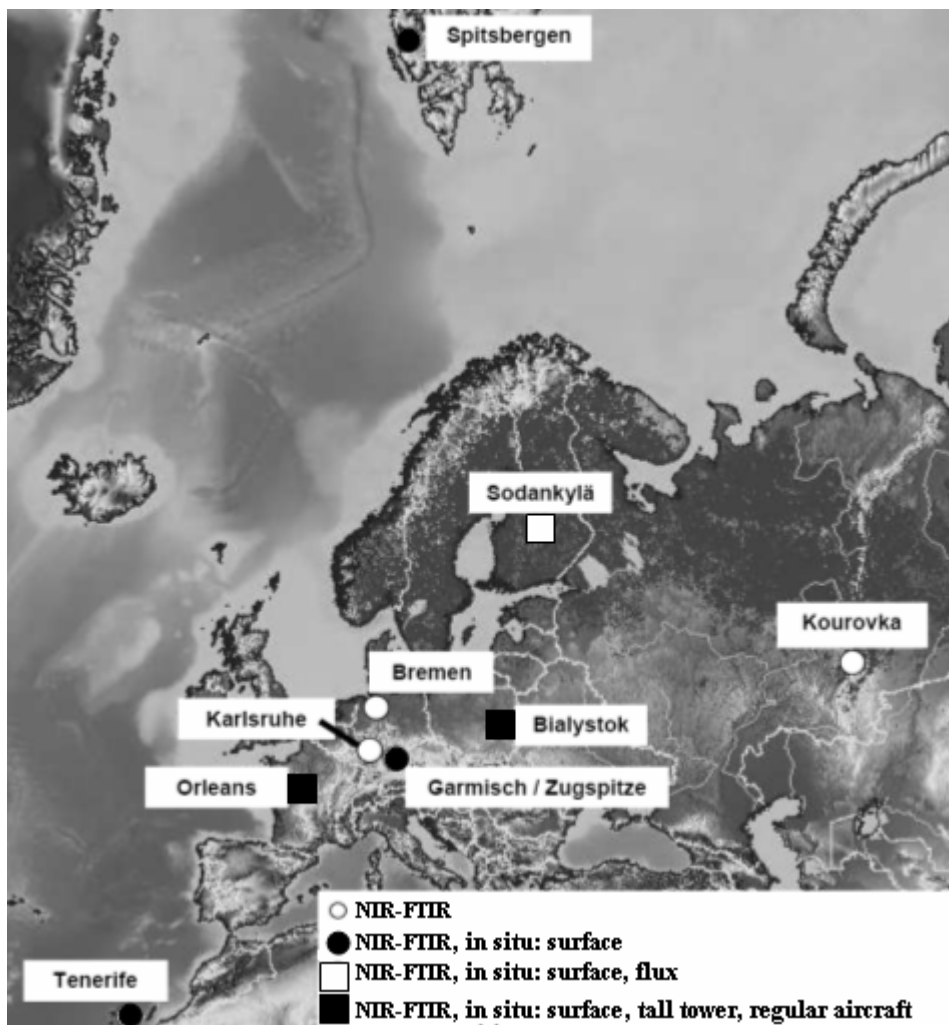 Spitsbergen
Sodankylä
Kourovka
Bremen
Karlsruhe
Bialystok
Orleans
Garmisch / Zugspitze
Tenerife
NIR-FTIR
NIR-FTIR, in situ: surface
NIR-FTIR, in situ: surface, flux
NIR-FTIR, in situ: surface, tall tower, regular aircraft